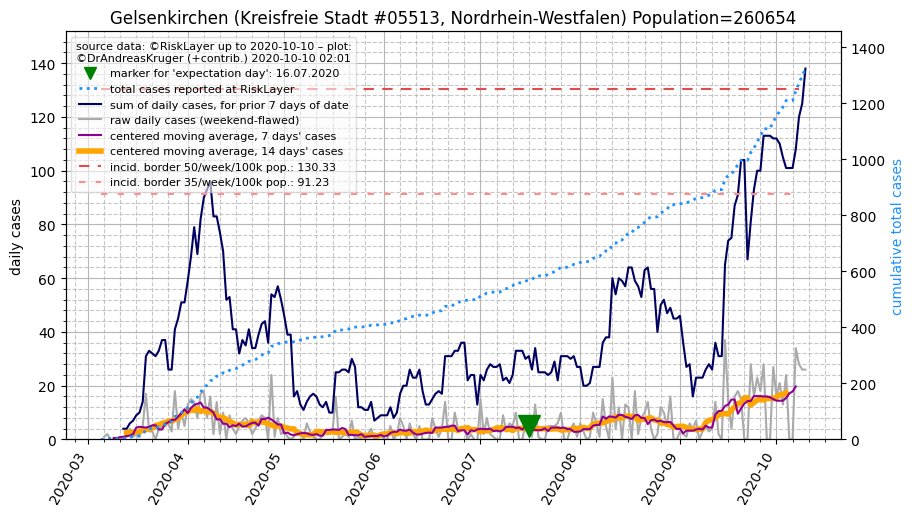 Gelsenkirchen (Kreisfreie Stadt #05513, Nordrhein-Westfalen) Population=260654
source data: ©RiskLayer up to 2020-10-10 – plot:
©DrAndreasKruger (+contrib.) 2020-10-10 02:01
marker for 'expectation day': 16.07.2020
total cases reported at RiskLayer
sum of daily cases, for prior 7 days of date
raw daily cases (weekend-flawed)
centered moving average, 7 days' cases
centered moving average, 14 days' cases
incid. border 50/week/100k pop.: 130.33
incid. border 35/week/100k pop.: 91.23
daily cases
140
120
100
80
60
40
20
0
cumulative total cases
1400
1200
1000
800
600
400
200
0
2020-03
2020-04
2020-05
2020-06
2020-07
2020-08
2020-09
2020-10